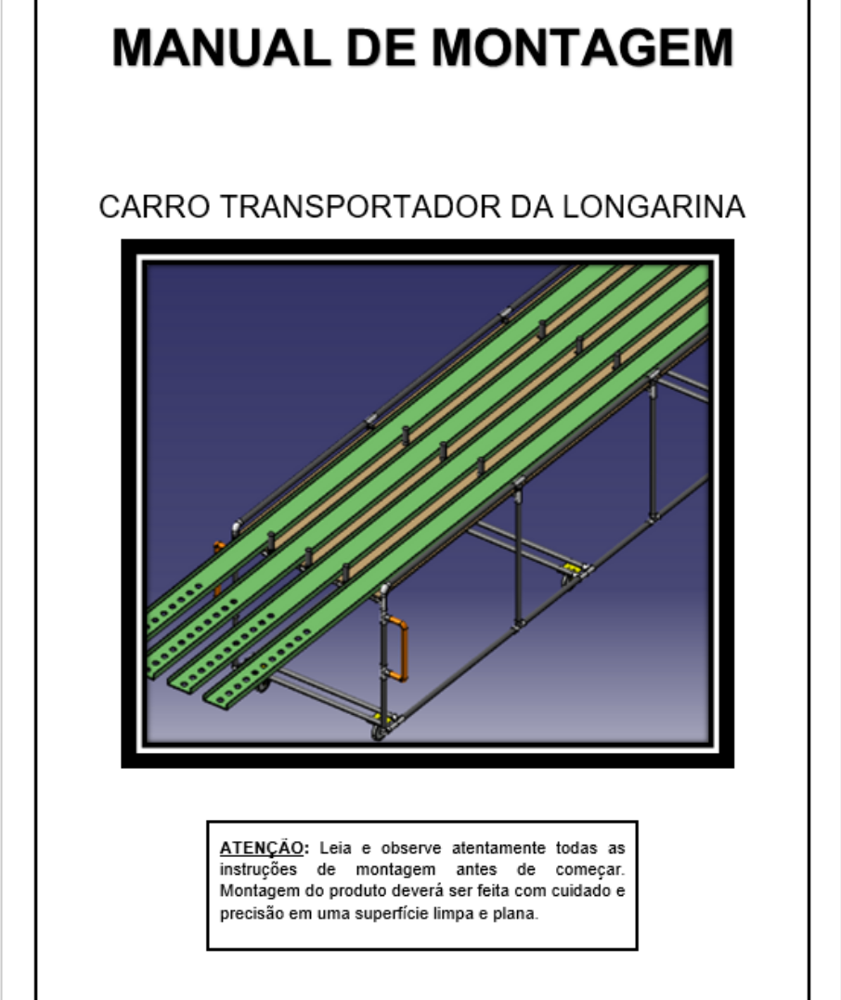 MANUAL DE MONTAGEM
CARRO TRANSPORTADOR DA LONGARINA
ATENÇÃO: Leia e observe atentamente todas as
instruções de montagem antes de começar.
Montagem do produto deverá ser feita com cuidado e
precisão em uma superfície limpa e plana.